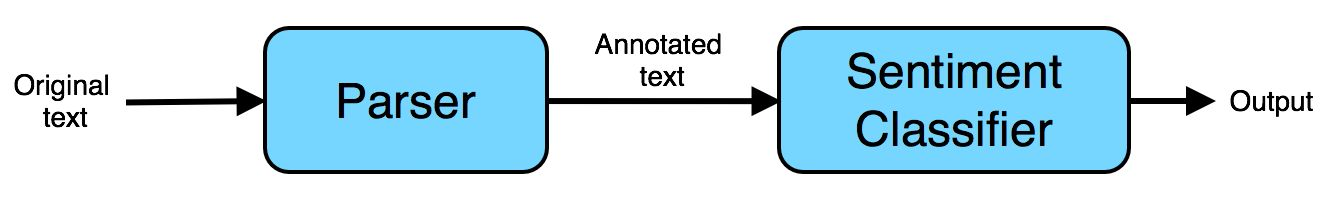 Original
text
Parser
Annotated
text
Sentiment
Classifier
Output